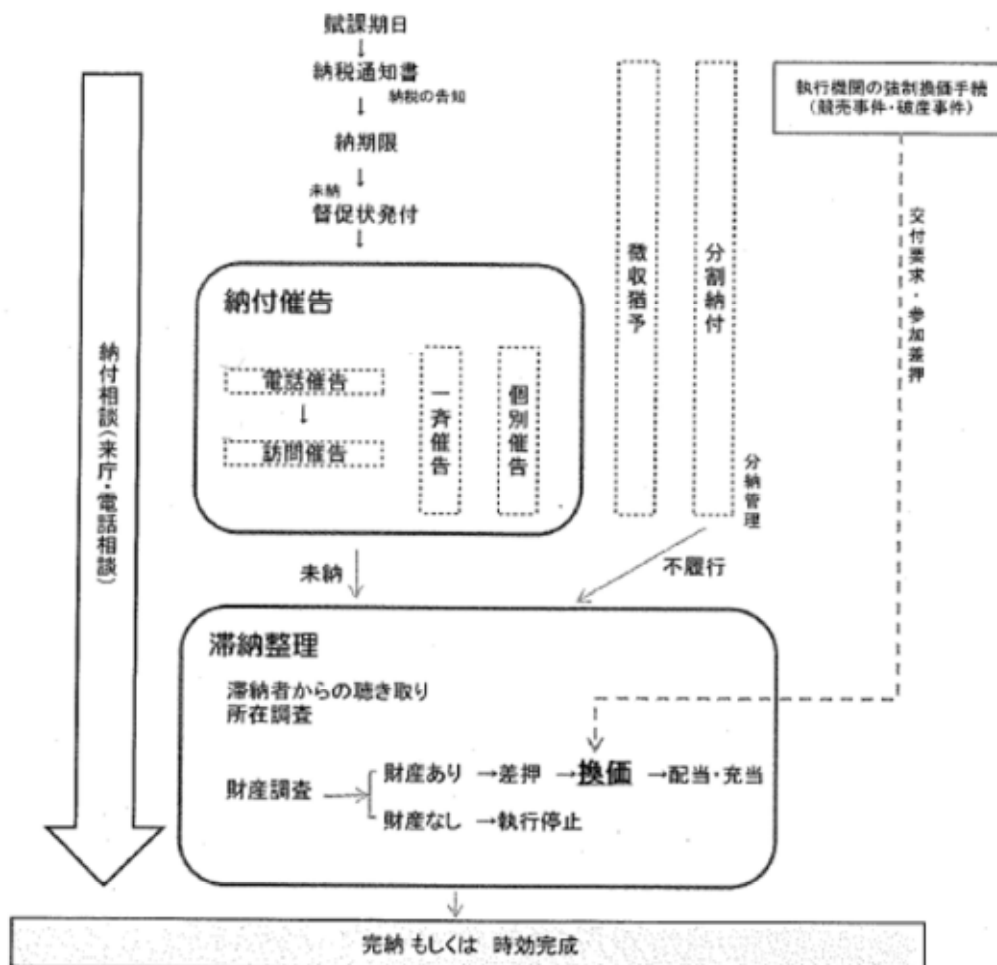 賦課期日
↓
納税通知書
↓ 納税の告知
納期限
↓
未納
督促状発付
↓
執行機関の強制換価手続
(競売事件・破産事件)
納付相談(来庁・電話相談)
納付催告
電話催告
↓
訪問催告
一斉催告
個別催告
徴収猶予
分割納付
分納管理
交付要求・参加差押
未納
不履行
滞納整理
滞納者からの聴き取り
所在調査
財産調査 →
財産あり →差押 →換価 →配当・充当
財産なし →執行停止
↓
完納 もしくは 時効完成